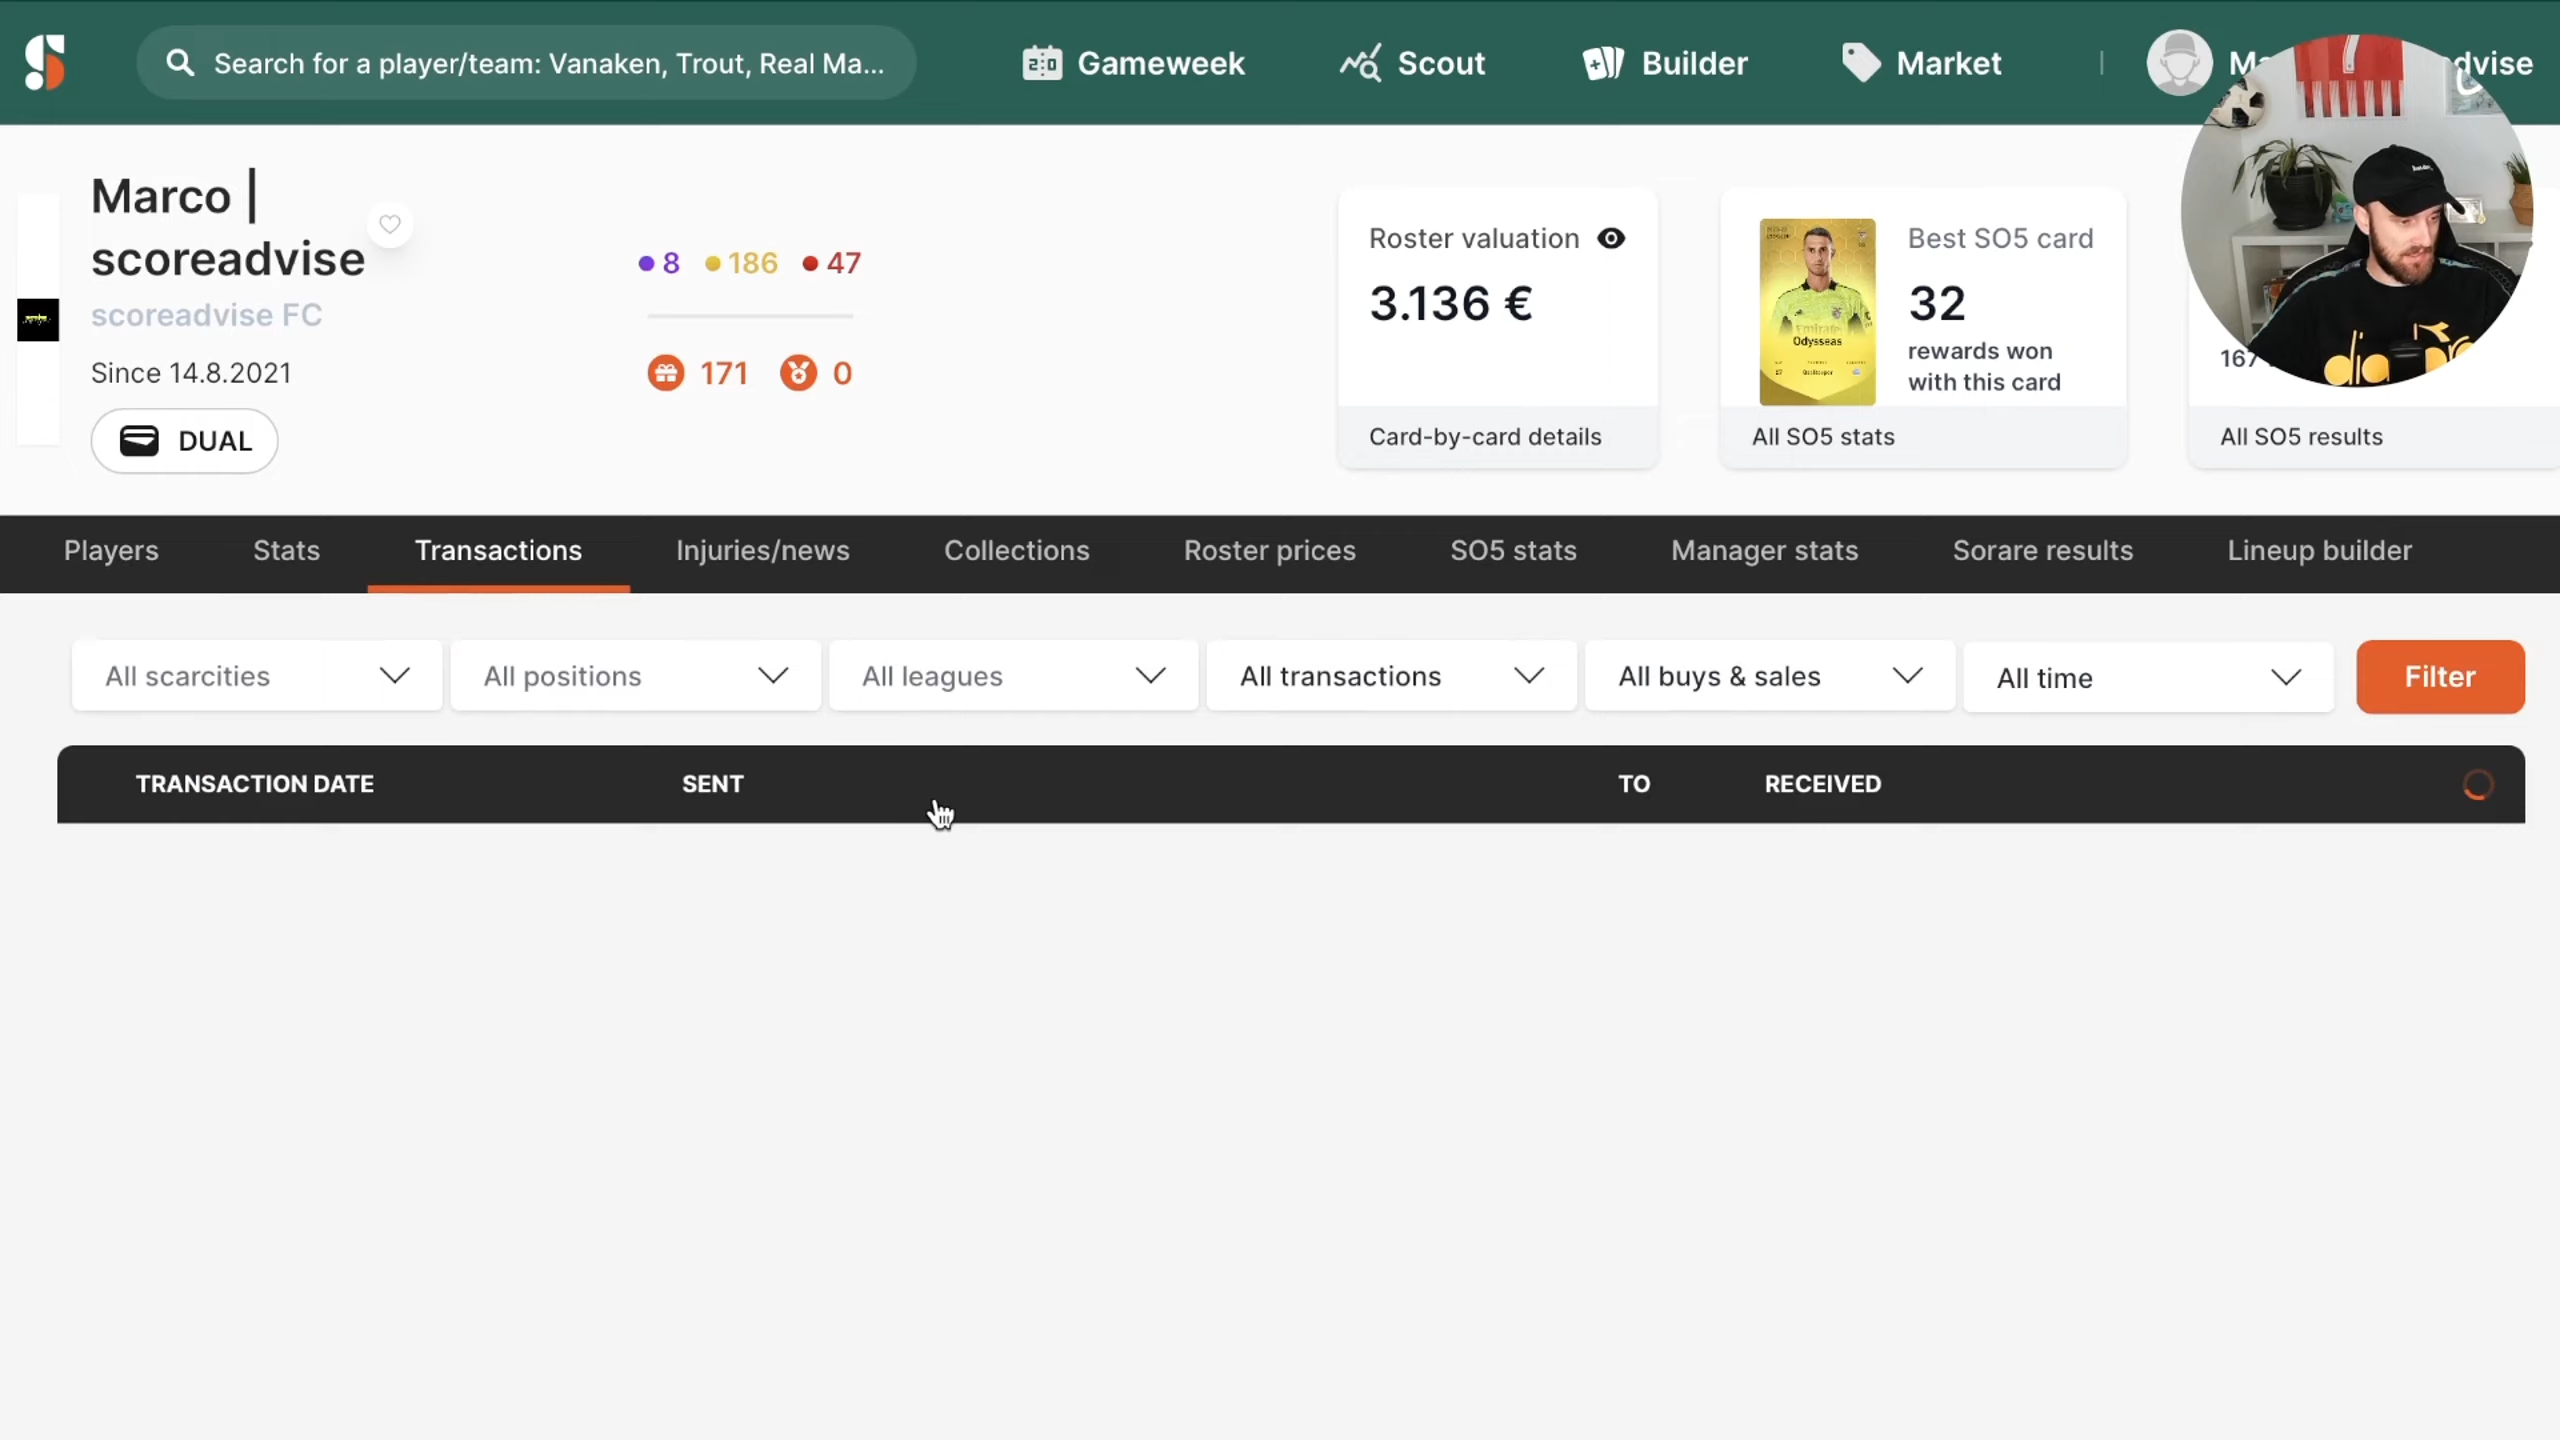 Search for a player/team: Vanaken, Trout, Real Ma...
Gameweek
Scout
Builder
Market
dvise
Marco |
scoreadvise
scoreadvise FC
Since 14.8.2021
DUAL
8 186 47
171 0
Roster valuation
3.136 €
Card-by-card details
Odysseas
Best SO5 card
32
rewards won
with this card
All SO5 stats
167
All SO5 results
Players
Stats
Transactions
Injuries/news
Collections
Roster prices
SO5 stats
Manager stats
Sorare results
Lineup builder
All scarcities
All positions
All leagues
All transactions
All buys & sales
All time
Filter
TRANSACTION DATE
SENT
TO
RECEIVED